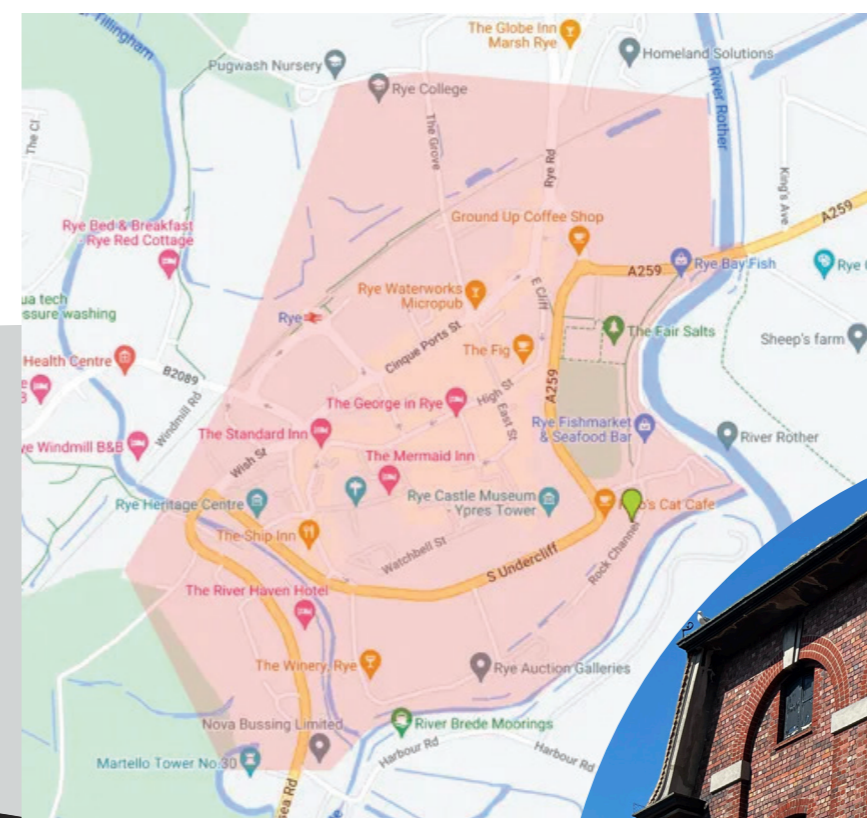 Tillingham
The Globe Inn
Marsh Rye
Homeland Solutions
Pugwash Nursery
Rye College
River Rother
The Cl
The Grove
Rye Rd
King's Ave
Rye Bed & Breakfast
- Rye Red Cottage
Ground Up Coffee Shop
A259
A259
Rye Bay Fish
Rye
ssure washing
Rye Waterworks
Micropub
E Cliff
Rye
Cinque Ports St
The Fig
The Fair Salts
Sheep's farm
Health Centre
B2089
Windmill Rd
A259
The George in Rye
High St
East St
The Standard Inn
Rye Fishmarket
& Seafood Bar
River Rother
Windmill B&B
Wish St
The Mermaid Inn
Rye Heritage Centre
Rye Castle Museum
- Ypres Tower
's Cat Cafe
The Ship Inn
Watchbell St
S Undercliff
Rock Channel
The River Haven Hotel
The Winery, Rye
Rye Auction Galleries
Nova Bussing Limited
River Brede Moorings
Martello Tower No 30
Harbour Rd
Harbour Rd
sea Rd